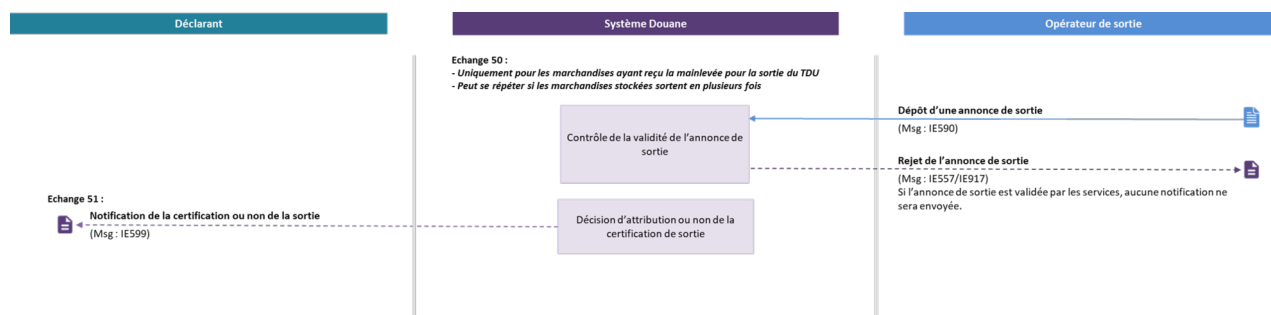 Déclarant
Système Douane
Opérateur de sortie
Echange 50 :
- Uniquement pour les marchandises ayant reçu la mainlevée pour la sortie du TDU
- Peut se répéter si les marchandises stockées sortent en plusieurs fois
Contrôle de la validité de l’annonce de
sortie
Dépôt d’une annonce de sortie
(Msg : IE590)
Rejet de l’annonce de sortie
(Msg : IE557/IE917)
Si l’annonce de sortie est validée par les services, aucune notification ne
sera envoyée.
Echange 51 :
Notification de la certification ou non de la sortie
(Msg : IE599)
Décision d’attribution ou non de la
certification de sortie